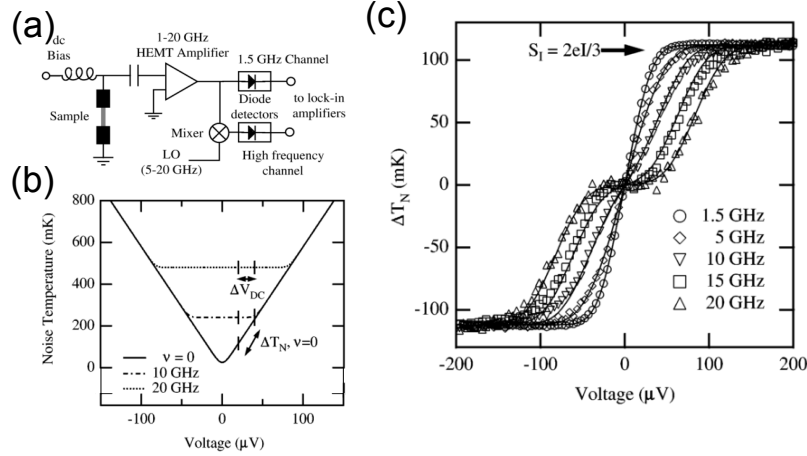 (a)
dc
Bias
1-20 GHz
HEMT Amplifier
1.5 GHz Channel
Sample
Diode
detectors
to lock-in
amplifiers
Mixer
LO
(5-20 GHz)
High frequency
channel
(b)
Noise Temperature (mK)
800
600
400
200
0
ΔV_DC
ΔT_N, ν=0
ν = 0
10 GHz
20 GHz
-100
0
100
Voltage (μV)
(c)
S_I = 2eI/3
ΔT_N (mK)
100
50
0
-50
-100
1.5 GHz
5 GHz
10 GHz
15 GHz
20 GHz
-200
-100
0
100
200
Voltage (μV)